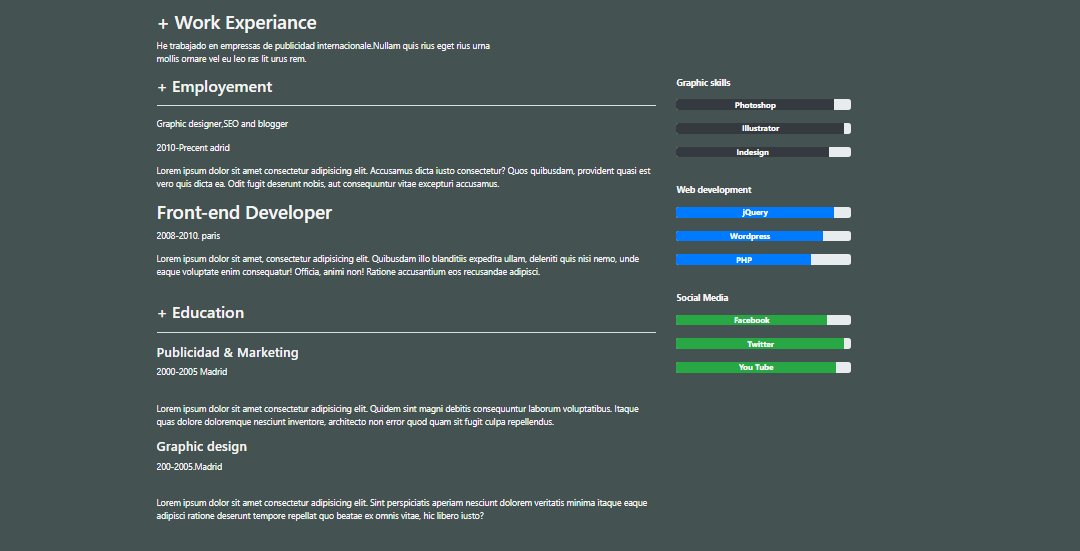 + Work Experiance
He trabajado en empressas de publicidad internacionale.Nullam quis rius eget rius urna
mollis ornare vel eu leo ras lit urus rem.
+ Employement
Graphic designer,SEO and blogger
2010-Precent adrid
Lorem ipsum dolor sit amet consectetur adipisicing elit. Accusamus dicta iusto consectetur? Quos quibusdam, provident quasi est
vero quis dicta ea. Odit fugit deserunt nobis, aut consequuntur vitae excepturi accusamus.
Front-end Developer
2008-2010. paris
Lorem ipsum dolor sit amet, consectetur adipisicing elit. Quibusdam illo blanditiis expedita ullam, deleniti quis nisi nemo, unde
eaque voluptate enim consequatur! Officia, animi non! Ratione accusantium eos recusandae adipisci.
+ Education
Publicidad & Marketing
2000-2005 Madrid
Lorem ipsum dolor sit amet consectetur adipisicing elit. Quidem sint magni debitis consequuntur laborum voluptatibus. Itaque
quas dolore doloremque nesciunt inventore, architecto non error quod quam sit fugit culpa repellendus.
Graphic design
200-2005.Madrid
Lorem ipsum dolor sit amet consectetur adipisicing elit. Sint perspiciatis aperiam nesciunt dolorem veritatis minima itaque eaque
adipisci ratione deserunt tempore repellat quo beatae ex omnis vitae, hic libero iusto?
Graphic skills
Photoshop
Illustrator
Indesign
Web development
jQuery
Wordpress
PHP
Social Media
Facebook
Twitter
You Tube